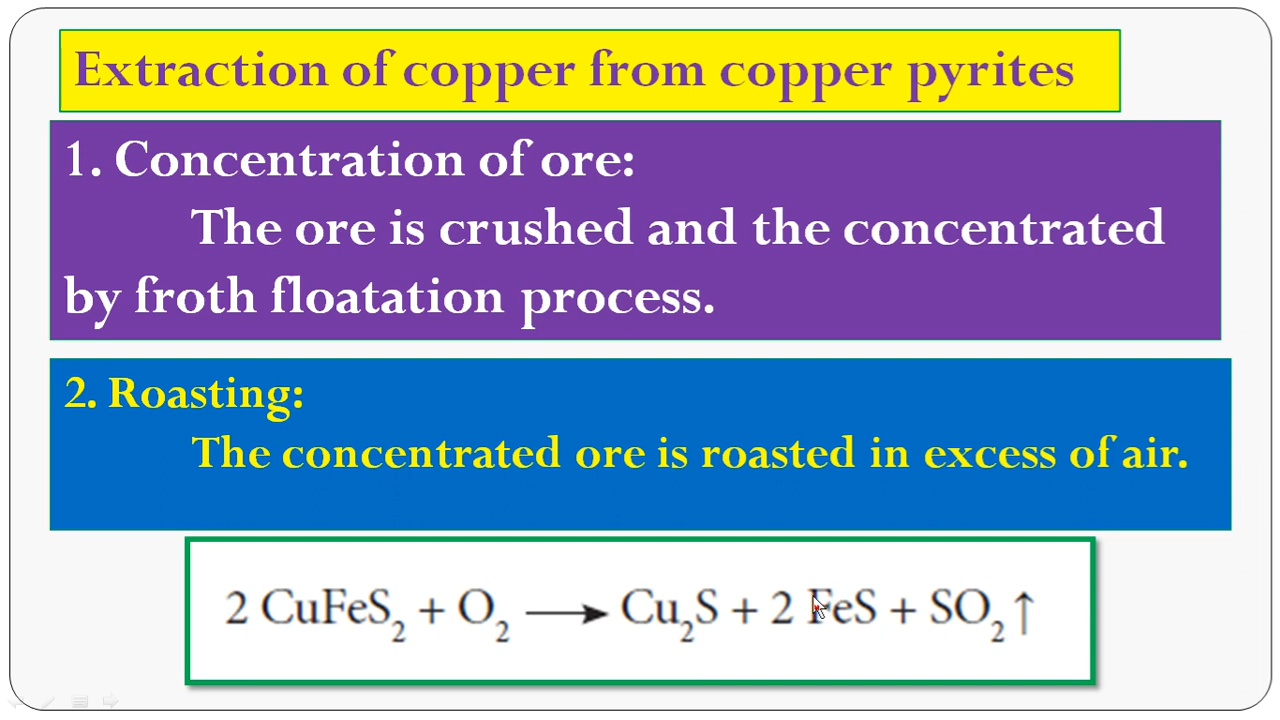 Extraction of copper from copper pyrites
1. Concentration of ore:
The ore is crushed and the concentrated
by froth floatation process.
2. Roasting:
The concentrated ore is roasted in excess of air.
2 CuFeS₂ + O₂ ⟶ Cu₂S + 2 FeS + SO₂ ↑